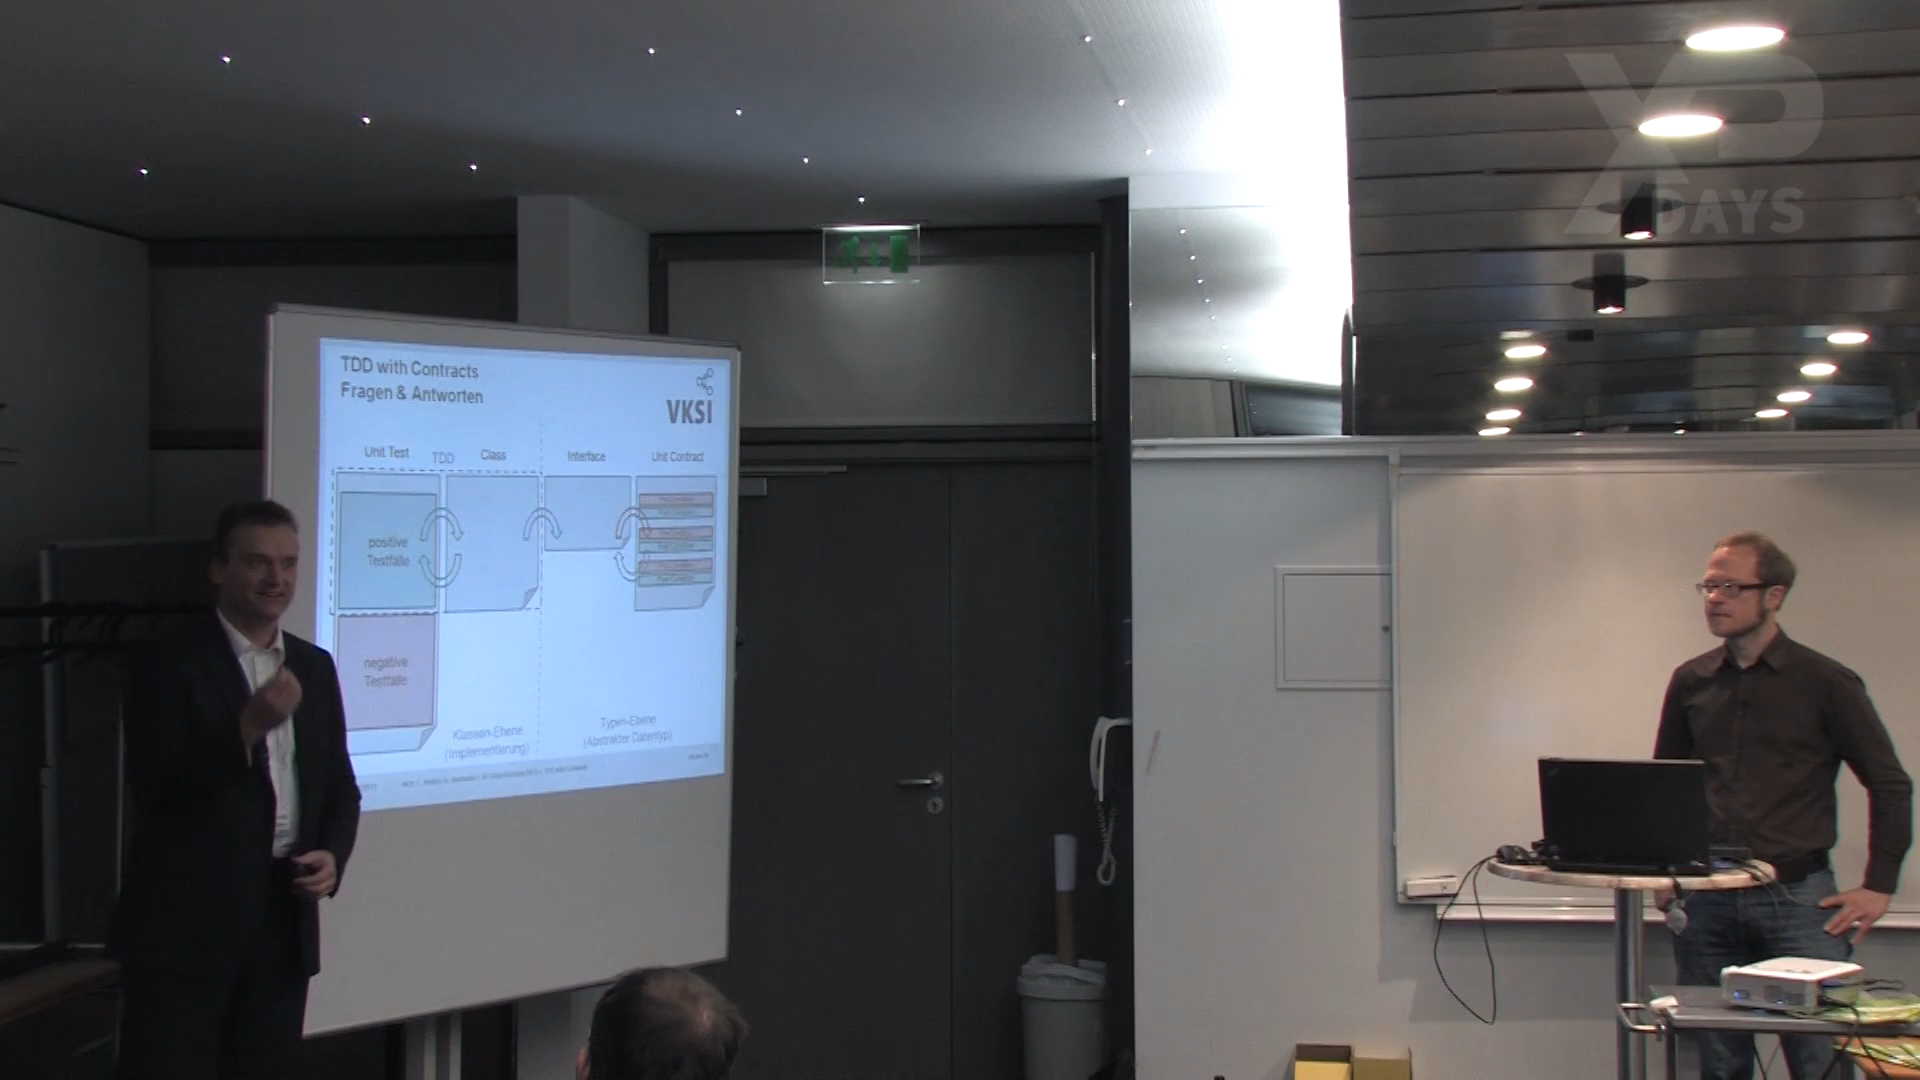 XP
DAYS
TDD with Contracts
Fragen & Antworten
VKSI
Unit Test
TDD
Class
Interface
Unit Contract
positive
Testfälle
negative
Testfälle
Klassen-Ebene
(Implementierung)
Typen-Ebene
(Abstrakter Datentyp)